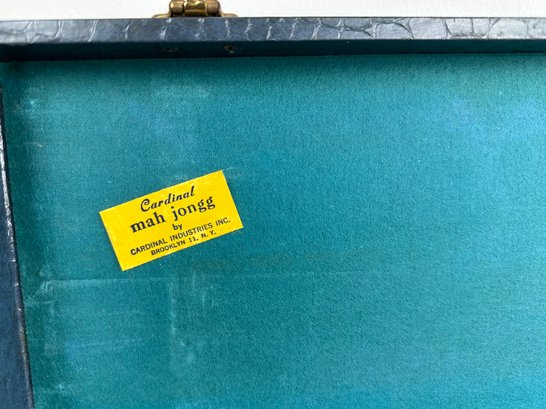 Cardinal
mah jongg
by
CARDINAL INDUSTRIES INC.
BROOKLYN 11, N. Y.